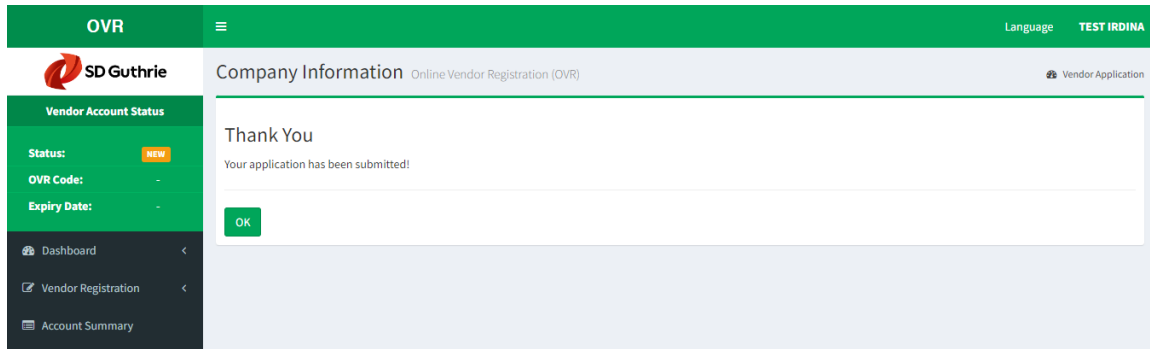 OVR
Language TEST IRDINA
SD Guthrie
Company Information Online Vendor Registration (OVR)
Vendor Application
Vendor Account Status
Status: NEW
OVR Code: -
Expiry Date: -
Thank You
Your application has been submitted!
OK
Dashboard
Vendor Registration
Account Summary